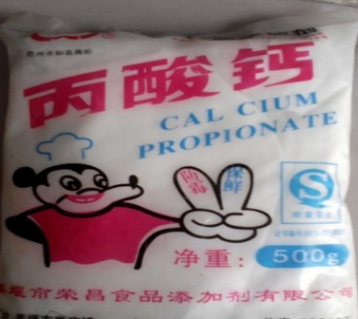 丙酸钙
CAL CIUM
PROPIONATE
防霉
保鲜
净重：
500g
市荣昌食品添加剂有限公司